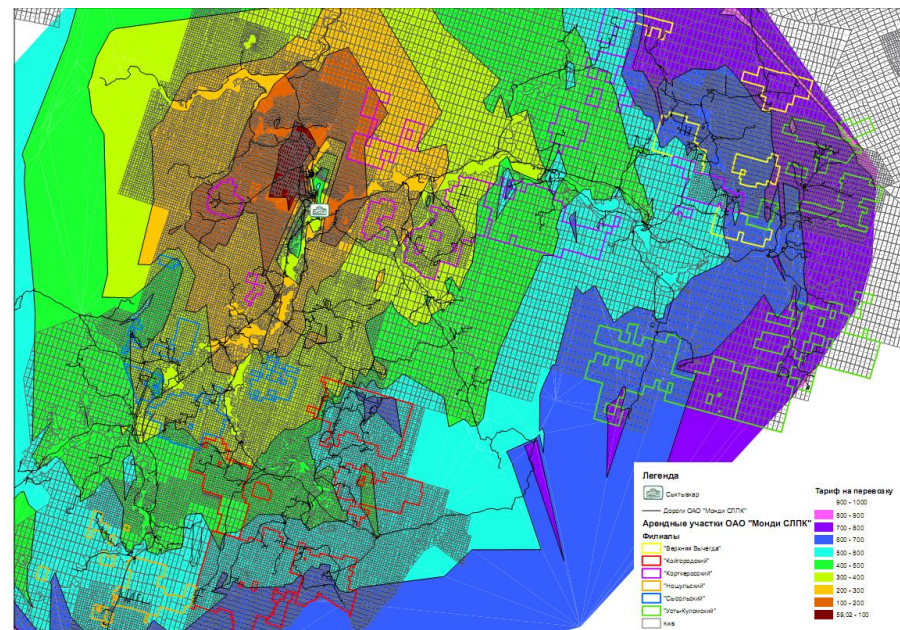 Легенда
Сыктывкар
Дороги ОАО "Монди СЛПК"
Арендные участки ОАО "Монди СЛПК"
Филиалы
"Верхняя Вычегда"
"Койгородский"
"Корткеросский"
"Ношульский"
"Сысольский"
"Усть-Куломский"
kws
Тариф на перевозку
900 - 1000
800 - 900
700 - 800
600 - 700
500 - 600
400 - 500
300 - 400
200 - 300
100 - 200
59,02 - 100